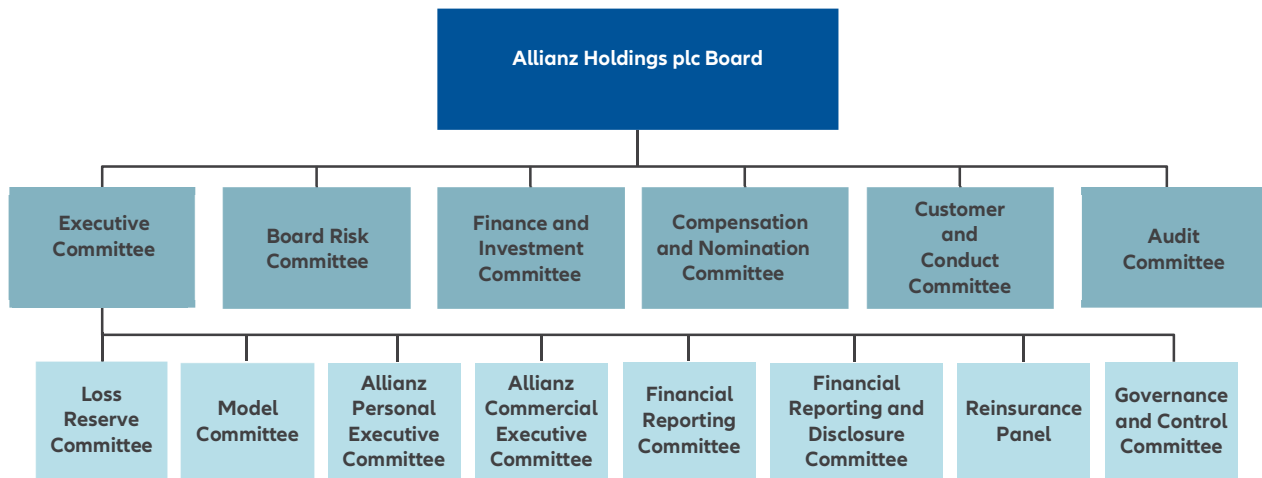 Allianz Holdings plc Board
Executive
Committee
Board Risk
Committee
Finance and
Investment
Committee
Compensation
and Nomination
Committee
Customer
and
Conduct
Committee
Audit
Committee
Loss
Reserve
Committee
Model
Committee
Allianz
Personal
Executive
Committee
Allianz
Commercial
Executive
Committee
Financial
Reporting
Committee
Financial
Reporting and
Disclosure
Committee
Reinsurance
Panel
Governance
and Control
Committee